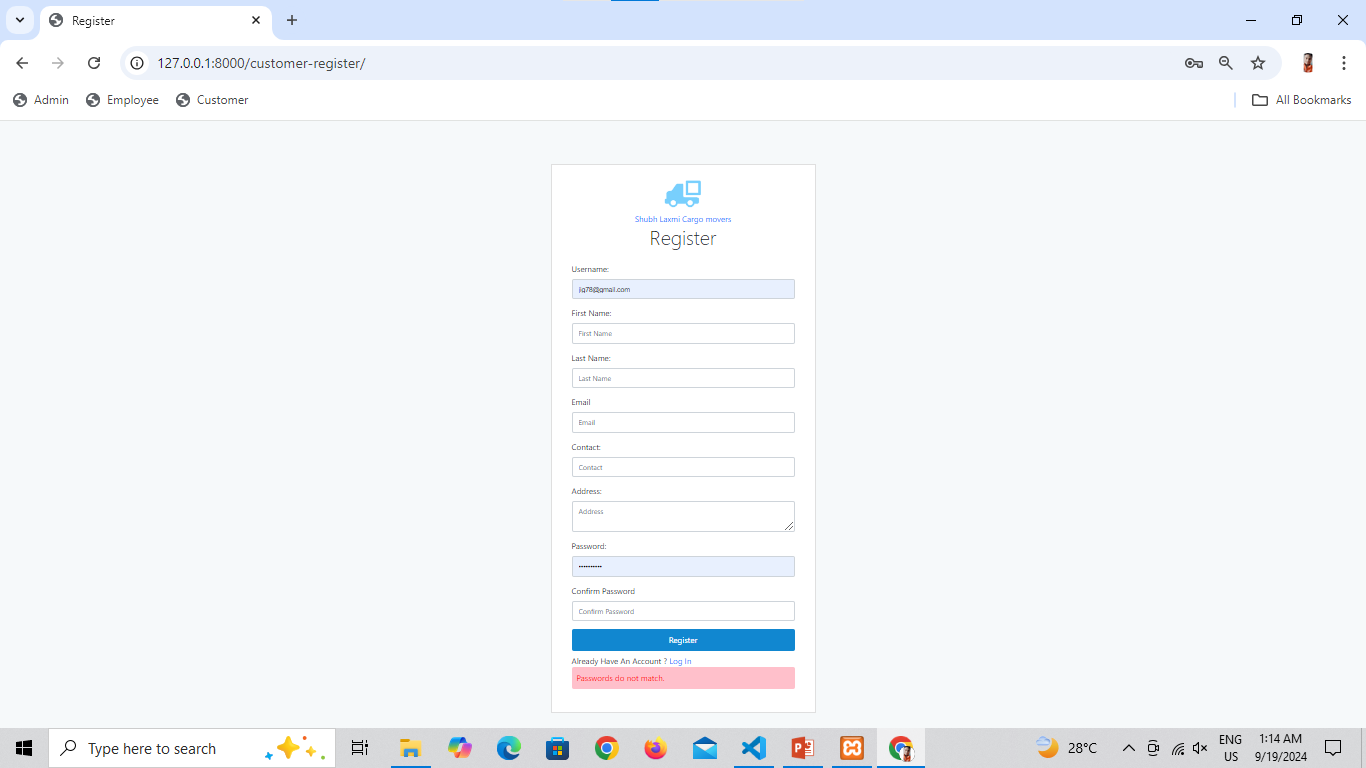 Register
127.0.0.1:8000/customer-register/
Admin Employee Customer All Bookmarks
Shubh Laxmi Cargo movers
Register
Username:
jig78@gmail.com
First Name:
First Name
Last Name:
Last Name
Email
Email
Contact:
Contact
Address:
Address
Password:
Confirm Password
Confirm Password
Register
Already Have An Account ? Log In
Passwords do not match.
Type here to search
28°C
ENG
US
1:14 AM
9/19/2024